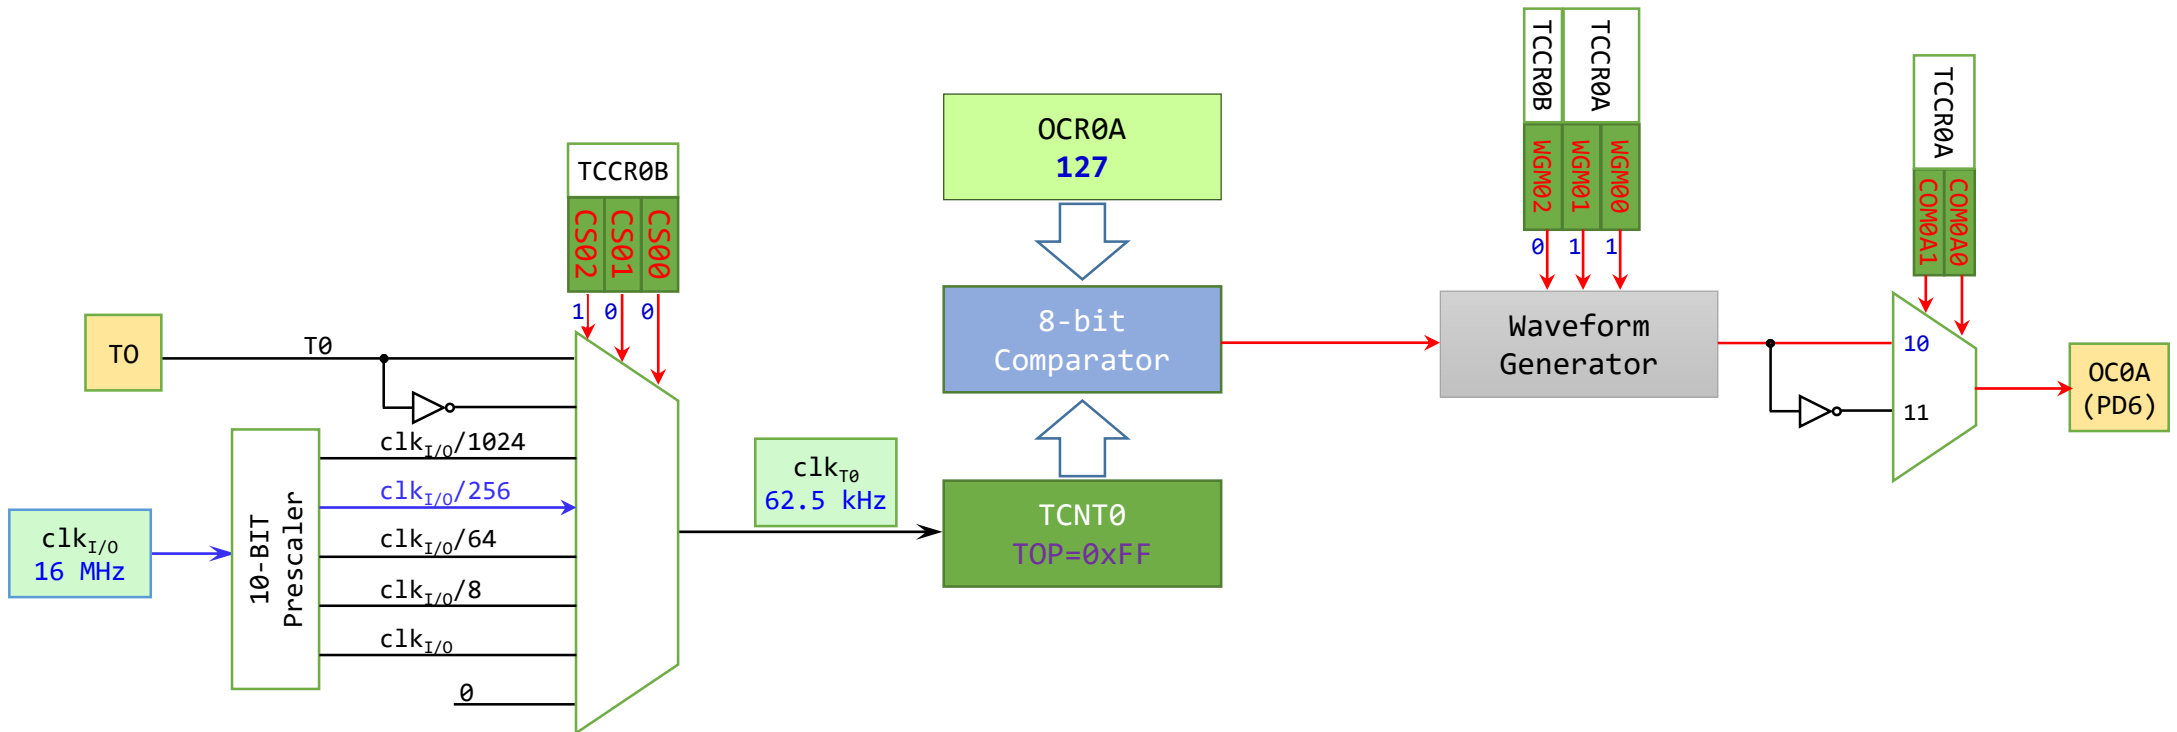 TCCR0B
TCCR0A
WGM02
WGM01
WGM00
0
1
1
TCCR0A
COM0A1
COM0A0
OCR0A
127
TCCR0B
CS02
CS01
CS00
1
0
0
TO
T0
8-bit
Comparator
Waveform
Generator
10
11
OC0A
(PD6)
clkI/O/1024
clkI/O/256
clkI/O/64
clkI/O/8
clkI/O
0
clkI/O
16 MHz
10-BIT
Prescaler
clkT0
62.5 kHz
TCNT0
TOP=0xFF